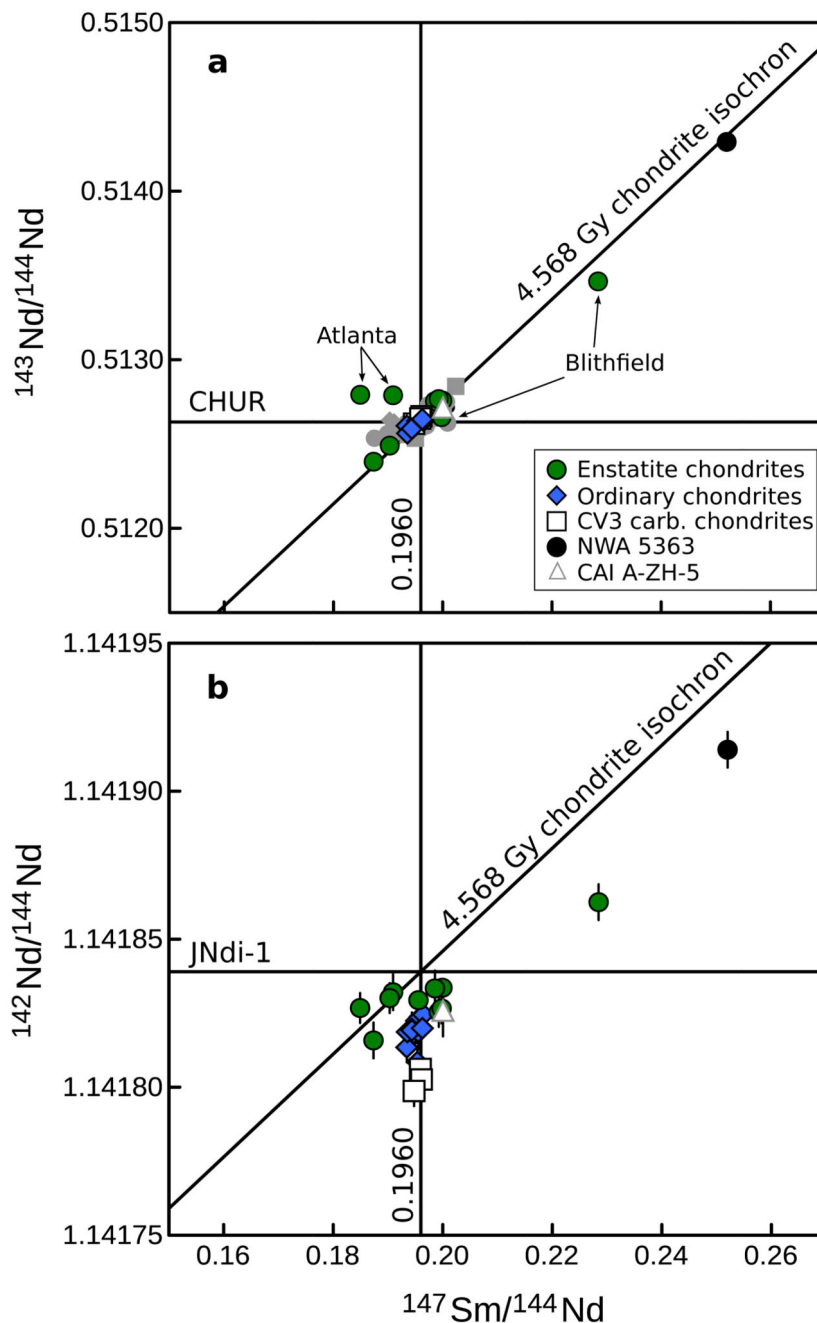 a
0.5150
0.5140
0.5130
0.5120
143Nd/144Nd
4.568 Gy chondrite isochron
Atlanta
Blithfield
CHUR
0.1960
Enstatite chondrites
Ordinary chondrites
CV3 carb. chondrites
NWA 5363
CAI A-ZH-5
b
1.14195
1.14190
1.14185
1.14180
1.14175
142Nd/144Nd
4.568 Gy chondrite isochron
JNdi-1
0.1960
0.16 0.18 0.20 0.22 0.24 0.26
147Sm/144Nd